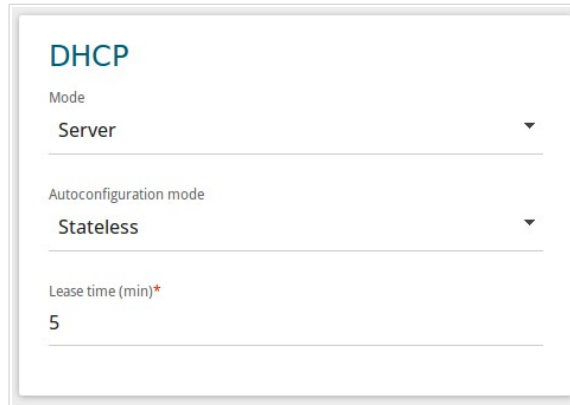 DHCP
Mode
Server
Autoconfiguration mode
Stateless
Lease time (min)*
5